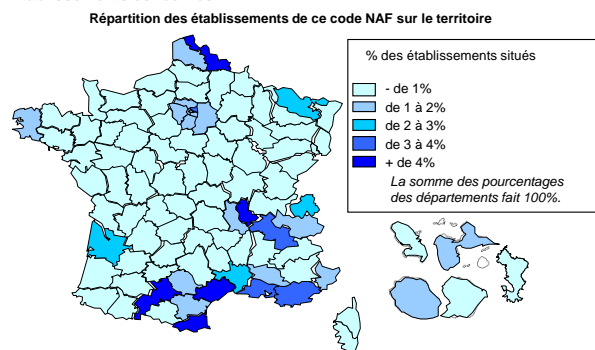 Répartition des établissements de ce code NAF sur le territoire
% des établissements situés
- de 1%
de 1 à 2%
de 2 à 3%
de 3 à 4%
+ de 4%
La somme des pourcentages
des départements fait 100%.